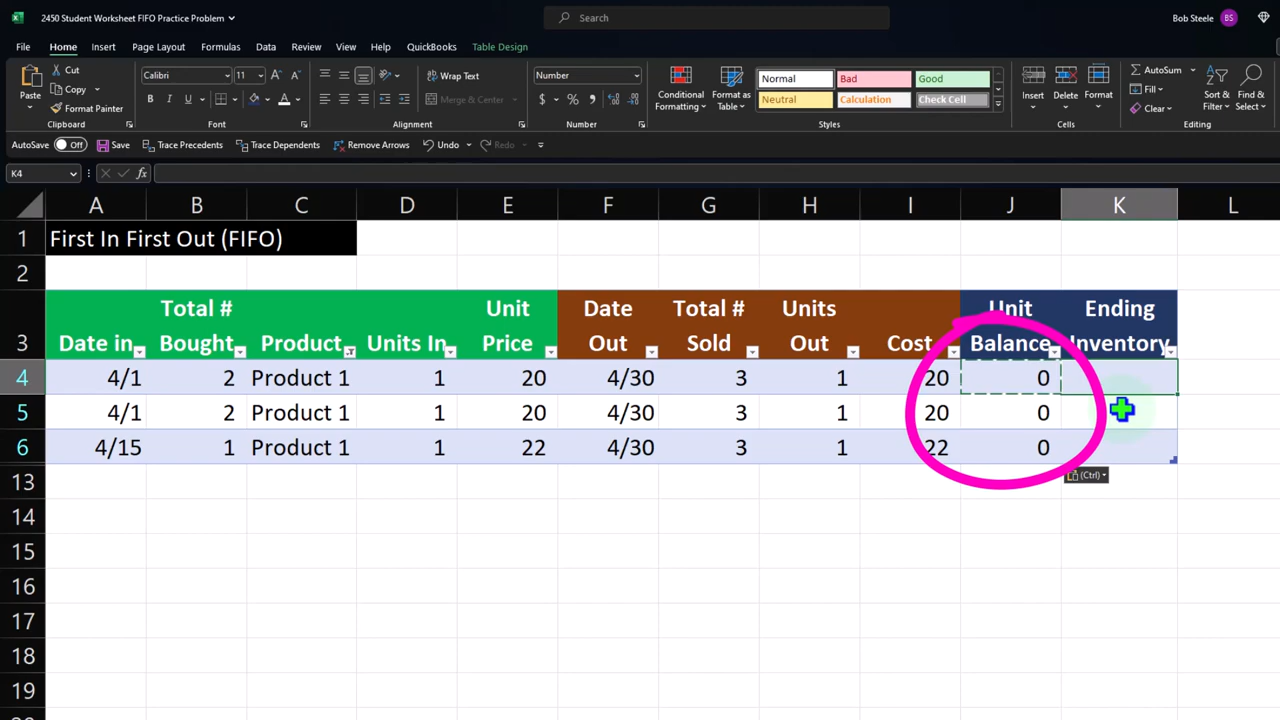 2450 Student Worksheet FIFO Practice Problem
Search
Bob Steele
BS
File Home Insert Page Layout Formulas Data Review View Help QuickBooks Table Design
Cut
Copy
Format Painter
Paste
Clipboard
Calibri 11
A A
B I U A
Font
Wrap Text
Merge & Center
Alignment
Number
$ % 9
Number
Conditional Formatting
Format as Table
Normal Bad Good
Neutral Calculation Check Cell
Styles
Insert Delete Format
Cells
AutoSum
Fill
Clear
Sort & Filter
Find & Select
Editing
AutoSave Off Save Trace Precedents Trace Dependents Remove Arrows Undo Redo
K4 fx
A B C D E F G H I J K L
1 First In First Out (FIFO)
2
Total # Unit Date Total # Units Unit Ending
3 Date in Bought Product Units In Price Out Sold Out Cost Balance Inventory
4 4/1 2 Product 1 1 20 4/30 3 1 20 0
5 4/1 2 Product 1 1 20 4/30 3 1 20 0
6 4/15 1 Product 1 1 22 4/30 3 1 22 0
(Ctrl)
13
14
15
16
17
18
19